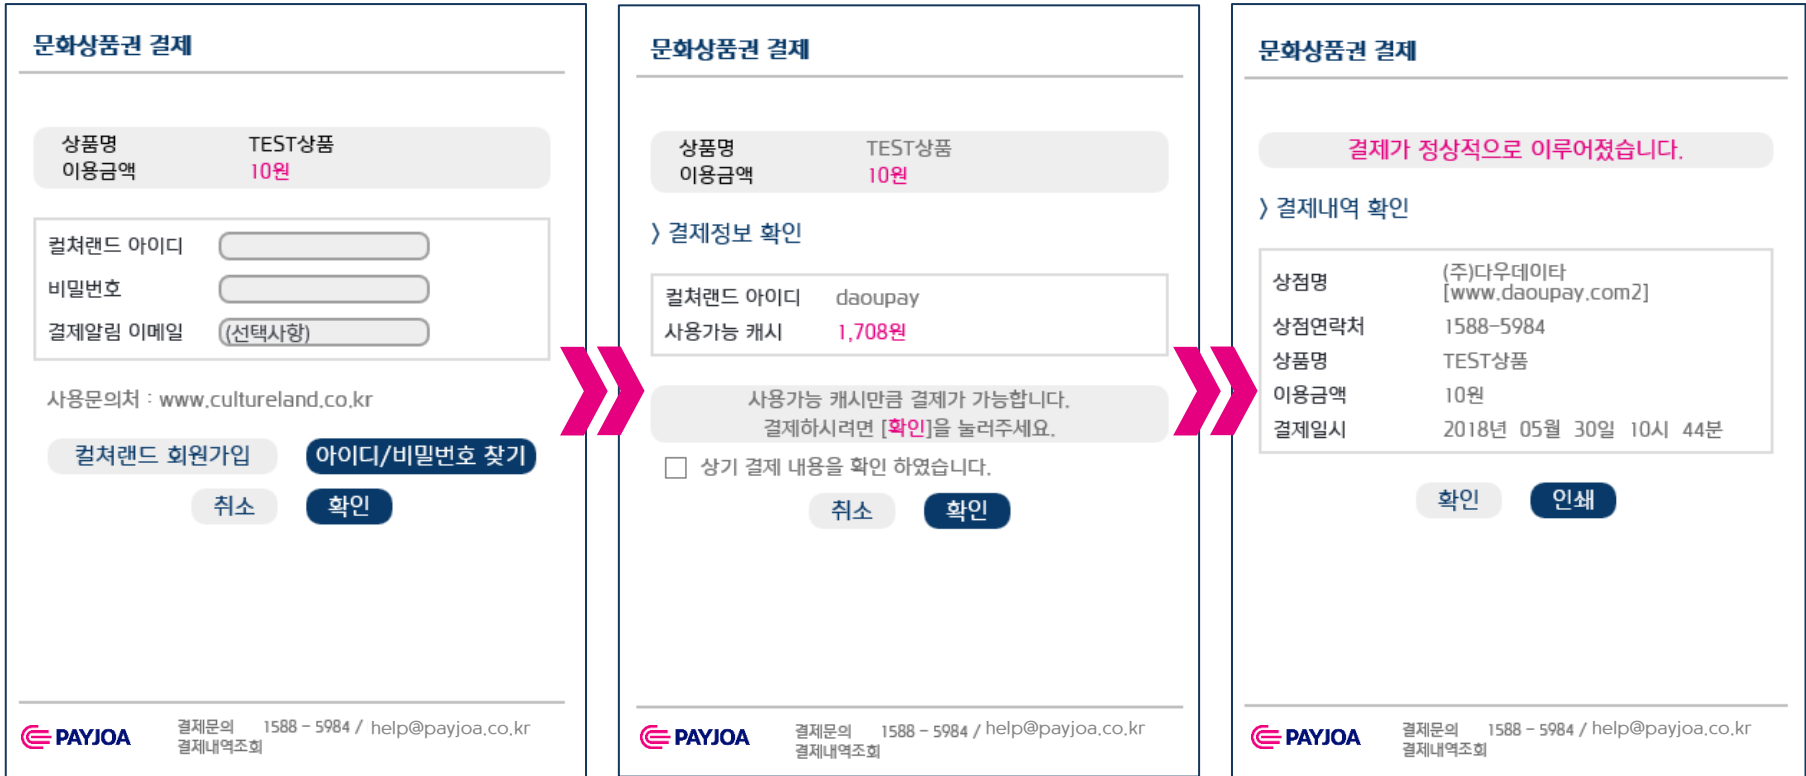 문화상품권 결제
상품명 TEST상품
이용금액 10원
컬쳐랜드 아이디
비밀번호
결제알림 이메일 (선택사항)
사용문의처 : www.cultureland.co.kr
컬쳐랜드 회원가입 아이디/비밀번호 찾기
취소 확인
PAYJOA 결제문의 1588 - 5984 / help@payjoa.co.kr
결제내역조회
문화상품권 결제
상품명 TEST상품
이용금액 10원
> 결제정보 확인
컬쳐랜드 아이디 daoupay
사용가능 캐시 1,708원
사용가능 캐시만큼 결제가 가능합니다.
결제하시려면 [확인]을 눌러주세요.
상기 결제 내용을 확인 하였습니다.
취소 확인
PAYJOA 결제문의 1588 - 5984 / help@payjoa.co.kr
결제내역조회
문화상품권 결제
결제가 정상적으로 이루어졌습니다.
> 결제내역 확인
상점명 (주)다우데이타
[www.daoupay.com2]
상점연락처 1588-5984
상품명 TEST상품
이용금액 10원
결제일시 2018년 05월 30일 10시 44분
확인 인쇄
PAYJOA 결제문의 1588 - 5984 / help@payjoa.co.kr
결제내역조회